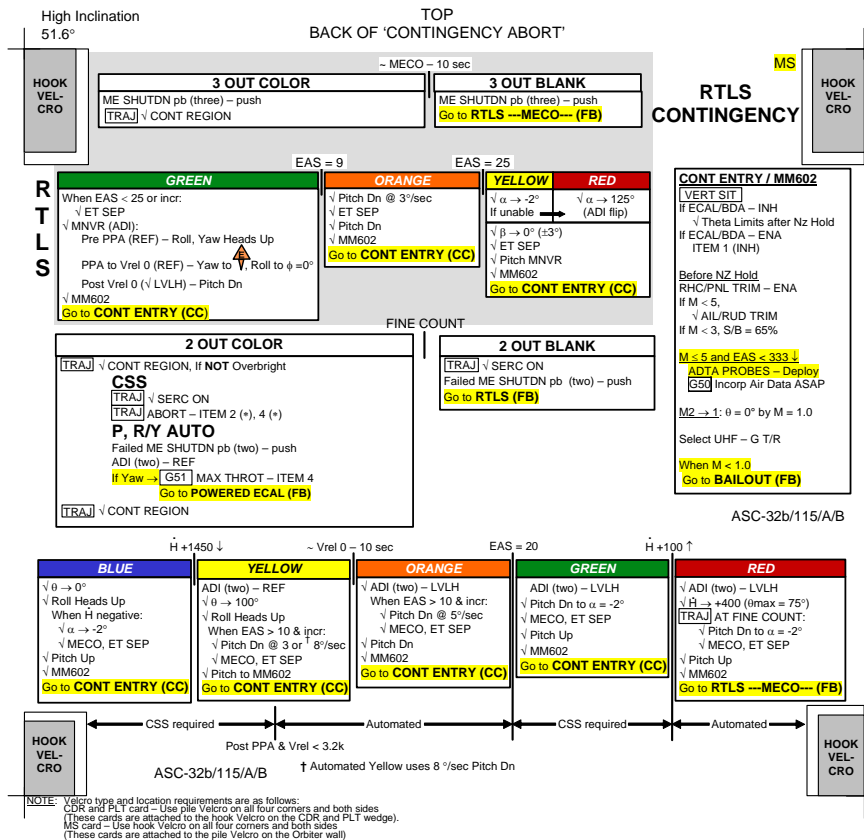 High Inclination
51.6°
TOP
BACK OF 'CONTINGENCY ABORT'
HOOK
VEL-
CRO
~ MECO – 10 sec
MS
HOOK
VEL-
CRO
3 OUT COLOR
ME SHUTDN pb (three) – push
TRAJ √ CONT REGION
3 OUT BLANK
ME SHUTDN pb (three) – push
Go to RTLS ---MECO--- (FB)
RTLS
CONTINGENCY
R
T
L
S
EAS = 9
EAS = 25
GREEN
When EAS < 25 or incr:
√ ET SEP
√ MNVR (ADI):
Pre PPA (REF) – Roll, Yaw Heads Up
E
PPA to Vrel 0 (REF) – Yaw to , Roll to ϕ =0°
Post Vrel 0 (√ LVLH) – Pitch Dn
√ MM602
Go to CONT ENTRY (CC)
ORANGE
√ Pitch Dn @ 3°/sec
√ ET SEP
√ Pitch Dn
√ MM602
Go to CONT ENTRY (CC)
YELLOW
√ α → -2°
If unable
RED
√ α → 125°
(ADI flip)
√ β → 0° (±3°)
√ ET SEP
√ Pitch MNVR
√ MM602
Go to CONT ENTRY (CC)
CONT ENTRY / MM602
VERT SIT
If ECAL/BDA – INH
√ Theta Limits after Nz Hold
If ECAL/BDA – ENA
ITEM 1 (INH)
Before NZ Hold
RHC/PNL TRIM – ENA
If M < 5,
√ AIL/RUD TRIM
If M < 3, S/B = 65%
M ≤ 5 and EAS < 333 ↓
ADTA PROBES – Deploy
G50 Incorp Air Data ASAP
M2 → 1: θ = 0° by M = 1.0
Select UHF – G T/R
When M < 1.0
Go to BAILOUT (FB)
ASC-32b/115/A/B
FINE COUNT
2 OUT COLOR
TRAJ √ CONT REGION, If NOT Overbright
CSS
TRAJ √ SERC ON
TRAJ ABORT – ITEM 2 (∗), 4 (∗)
P, R/Y AUTO
Failed ME SHUTDN pb (two) – push
ADI (two) – REF
If Yaw → G51 MAX THROT – ITEM 4
Go to POWERED ECAL (FB)
TRAJ √ CONT REGION
2 OUT BLANK
TRAJ √ SERC ON
Failed ME SHUTDN pb (two) – push
Go to RTLS (FB)
Ḣ +1450 ↓
~ Vrel 0 – 10 sec
EAS = 20
Ḣ +100 ↑
BLUE
√ θ → 0°
√ Roll Heads Up
When Ḣ negative:
√ α → -2°
√ MECO, ET SEP
√ Pitch Up
√ MM602
Go to CONT ENTRY (CC)
YELLOW
ADI (two) – REF
√ θ → 100°
√ Roll Heads Up
When EAS > 10 & incr:
√ Pitch Dn @ 3 or † 8°/sec
√ MECO, ET SEP
√ Pitch to MM602
Go to CONT ENTRY (CC)
ORANGE
√ ADI (two) – LVLH
When EAS > 10 & incr:
√ Pitch Dn @ 5°/sec
√ MECO, ET SEP
√ Pitch Dn
√ MM602
Go to CONT ENTRY (CC)
GREEN
ADI (two) – LVLH
√ Pitch Dn to α = -2°
√ MECO, ET SEP
√ Pitch Up
√ MM602
Go to CONT ENTRY (CC)
RED
√ ADI (two) – LVLH
√ Ḣ → +400 (θmax = 75°)
TRAJ AT FINE COUNT:
√ Pitch Dn to α = -2°
√ MECO, ET SEP
√ Pitch Up
√ MM602
Go to RTLS ---MECO--- (FB)
HOOK
VEL-
CRO
CSS required
Automated
CSS required
Automated
HOOK
VEL-
CRO
Post PPA & Vrel < 3.2k
ASC-32b/115/A/B
† Automated Yellow uses 8 °/sec Pitch Dn
NOTE: Velcro type and location requirements are as follows:
CDR and PLT card – Use pile Velcro on all four corners and both sides
(These cards are attached to the hook Velcro on the CDR and PLT wedge).
MS card – Use hook Velcro on all four corners and both sides
(These cards are attached to the pile Velcro on the Orbiter wall)